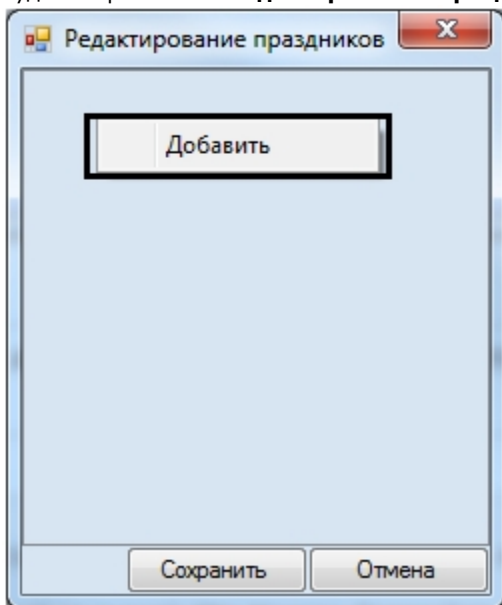 Редактирование праздников
Добавить
Сохранить
Отмена